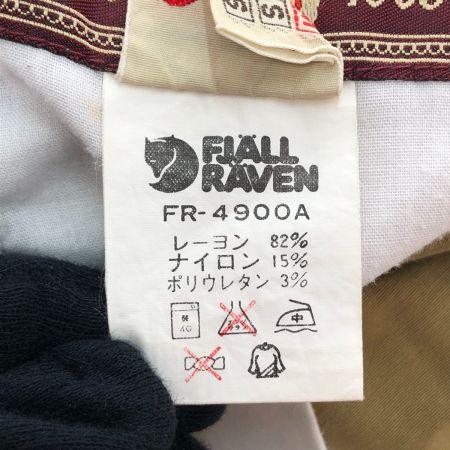 S
S
FJÄLL
RÄVEN
FR-4900A
レーヨン 82%
ナイロン 15%
ポリウレタン 3%
40
中